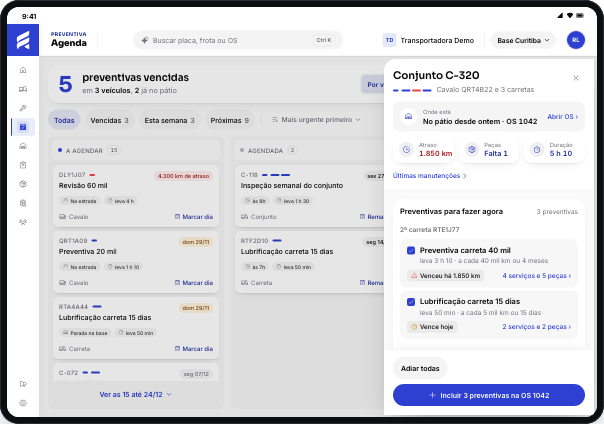 9:41
PREVENTIVA
Agenda
Buscar placa, frota ou OS
Ctrl K
TD
Transportadora Demo
Base Curitiba
RL
5
preventivas vencidas
em 3 veículos, 2 já no pátio
Por v
Todas
Vencidas 3
Esta semana 3
Próximas 9
Mais urgente primeiro
A AGENDAR 15
DLY1J07
4.300 km de atraso
Revisão 60 mil
Na estrada
leva 4 h
Cavalo
Marcar dia
QRT1A09
dom 29/11
Preventiva 20 mil
Na estrada
leva 1 h 10
Cavalo
Marcar dia
RTA4A44
dom 29/11
Lubrificação carreta 15 dias
Parada na base
leva 50 min
Carreta
Marcar dia
C-072
seg 07/12
Ver as 15 até 24/12
AGENDADA 2
C-118
sex 27
Inspeção semanal do conjunto
às 8h
leva 1 h 30
Conjunto
Rema
RTF2D10
seg 14
Lubrificação carreta 15 dias
às 7h
leva 50 min
Carreta
Rema
Conjunto C-320
Cavalo QRT4B22 e 3 carretas
Onde está
No pátio desde ontem · OS 1042
Abrir OS
Atraso
1.850 km
Peças
Falta 1
Duração
5 h 10
Últimas manutenções
Preventivas para fazer agora
3 preventivas
2ª carreta RTE1J77
Preventiva carreta 40 mil
leva 3 h 10 · a cada 40 mil km ou 4 meses
Venceu há 1.850 km
4 serviços e 5 peças
Lubrificação carreta 15 dias
leva 50 min · a cada 5 mil km ou 15 dias
Vence hoje
2 serviços e 2 peças
Adiar todas
Incluir 3 preventivas na OS 1042